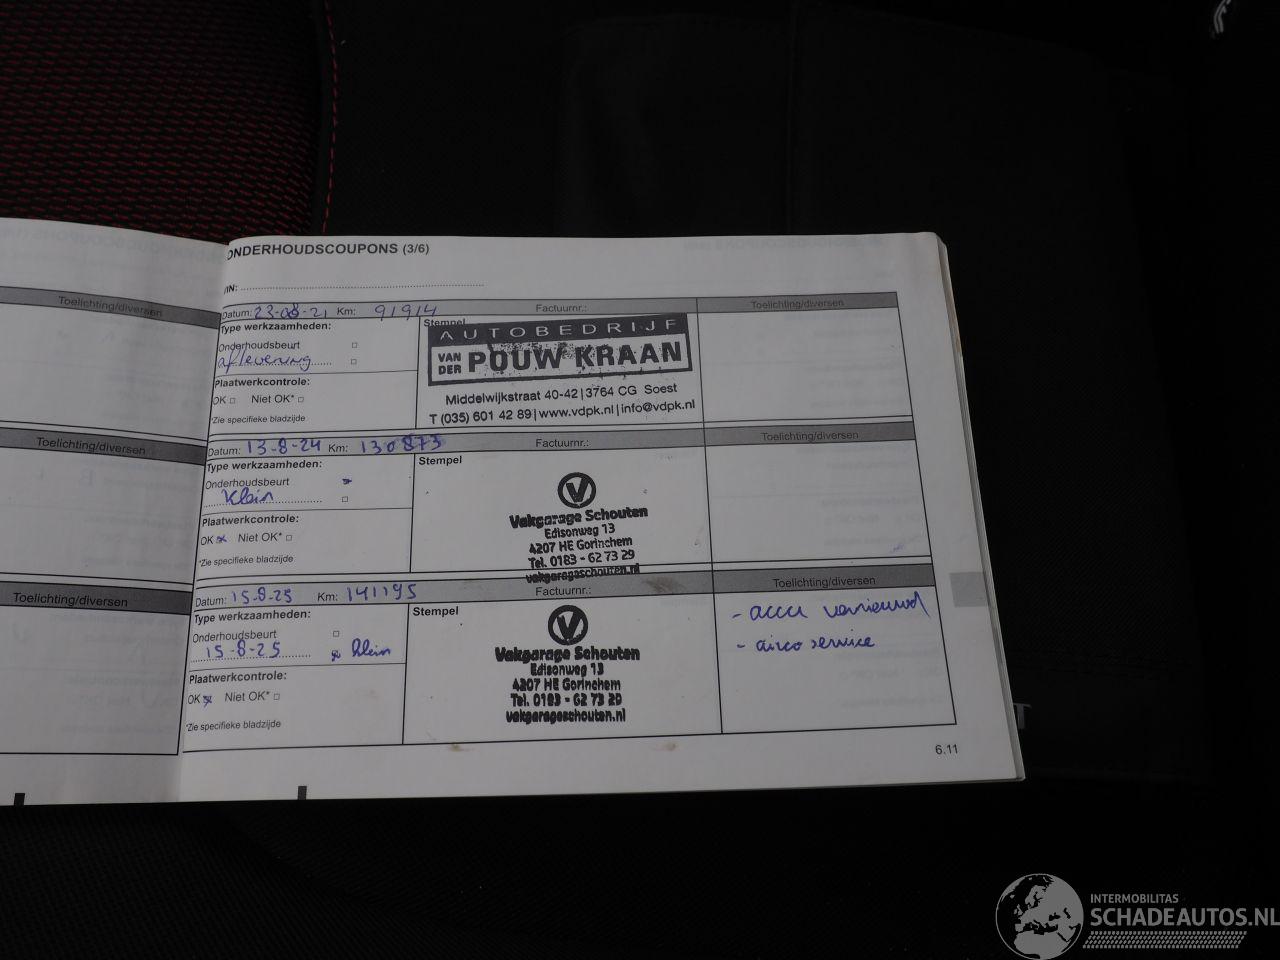 ONDERHOUDSCOUPONS (3/6)
VIN:
Toelichting/diversen
Datum: 23-08-21 Km: 91914 Factuurnr.: Toelichting/diversen
Type werkzaamheden:
Onderhoudsbeurt
aflevering
Plaatwerkcontrole:
OK Niet OK*
*Zie specifieke bladzijde
Stempel
AUTOBEDRIJF
VAN DER POUW KRAAN
Middelwijkstraat 40-42|3764 CG Soest
T (035) 601 42 89|www.vdpk.nl|info@vdpk.nl
Toelichting/diversen
Datum: 13-8-24 Km: 130873 Factuurnr.: Toelichting/diversen
Type werkzaamheden:
Onderhoudsbeurt
Klein
Plaatwerkcontrole:
OK Niet OK*
*Zie specifieke bladzijde
Stempel
Vakgarage Schouten
Edisonweg 13
4207 HE Gorinchem
Tel. 0183 - 62 73 29
vakgarageschouten.nl
Toelichting/diversen
Datum: 15-8-25 Km: 141195 Factuurnr.: Toelichting/diversen
Type werkzaamheden:
Onderhoudsbeurt
15-8-25 klein
Plaatwerkcontrole:
OK Niet OK*
*Zie specifieke bladzijde
Stempel
Vakgarage Schouten
Edisonweg 13
4207 HE Gorinchem
Tel. 0183 - 62 73 29
vakgarageschouten.nl
- accu vernieuwd
- airco service
6.11
T
INTERMOBILITAS
SCHADEAUTOS.NL